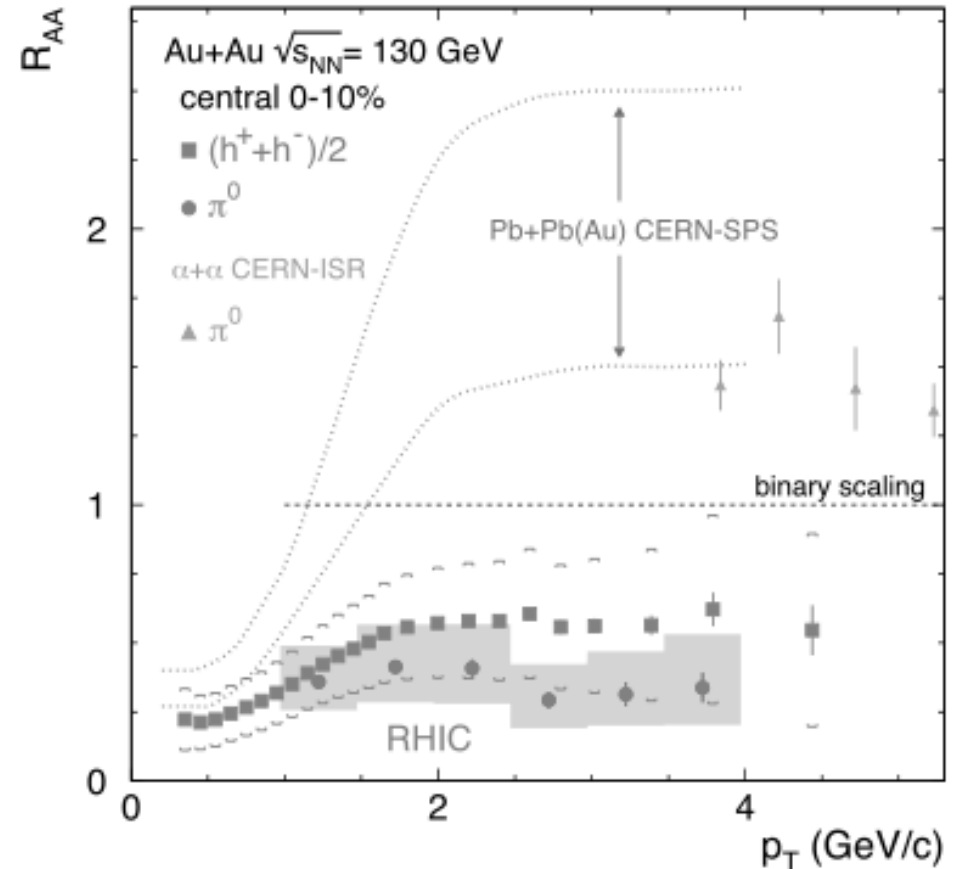 R_AA
Au+Au √s_NN= 130 GeV
central 0-10%
(h⁺+h⁻)/2
π⁰
α+α CERN-ISR
π⁰
Pb+Pb(Au) CERN-SPS
binary scaling
RHIC
2
1
0
0 2 4
p_T (GeV/c)